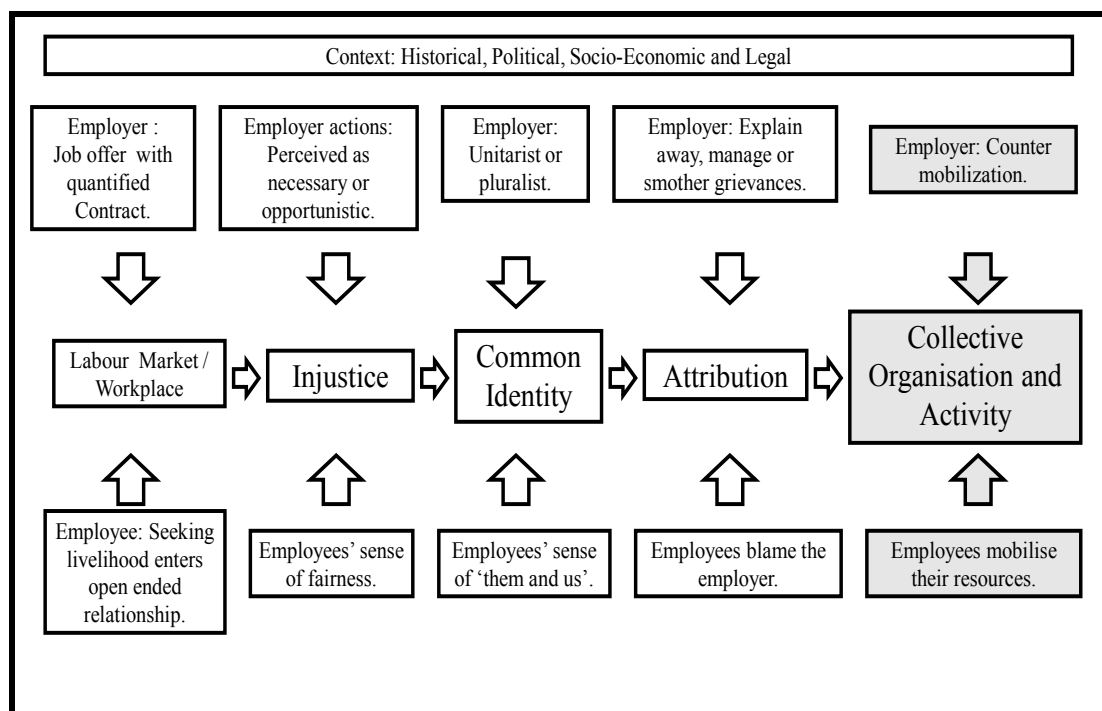 Context: Historical, Political, Socio-Economic and Legal
Employer :
Job offer with
quantified
Contract.
Employer actions:
Perceived as
necessary or
opportunistic.
Employer:
Unitarist or
pluralist.
Employer: Explain
away, manage or
smother grievances.
Employer: Counter
mobilization.
Labour Market /
Workplace
Injustice
Common
Identity
Attribution
Collective
Organisation and
Activity
Employee: Seeking
livelihood enters
open ended
relationship.
Employees’ sense
of fairness.
Employees’ sense
of ‘them and us’.
Employees blame the
employer.
Employees mobilise
their resources.